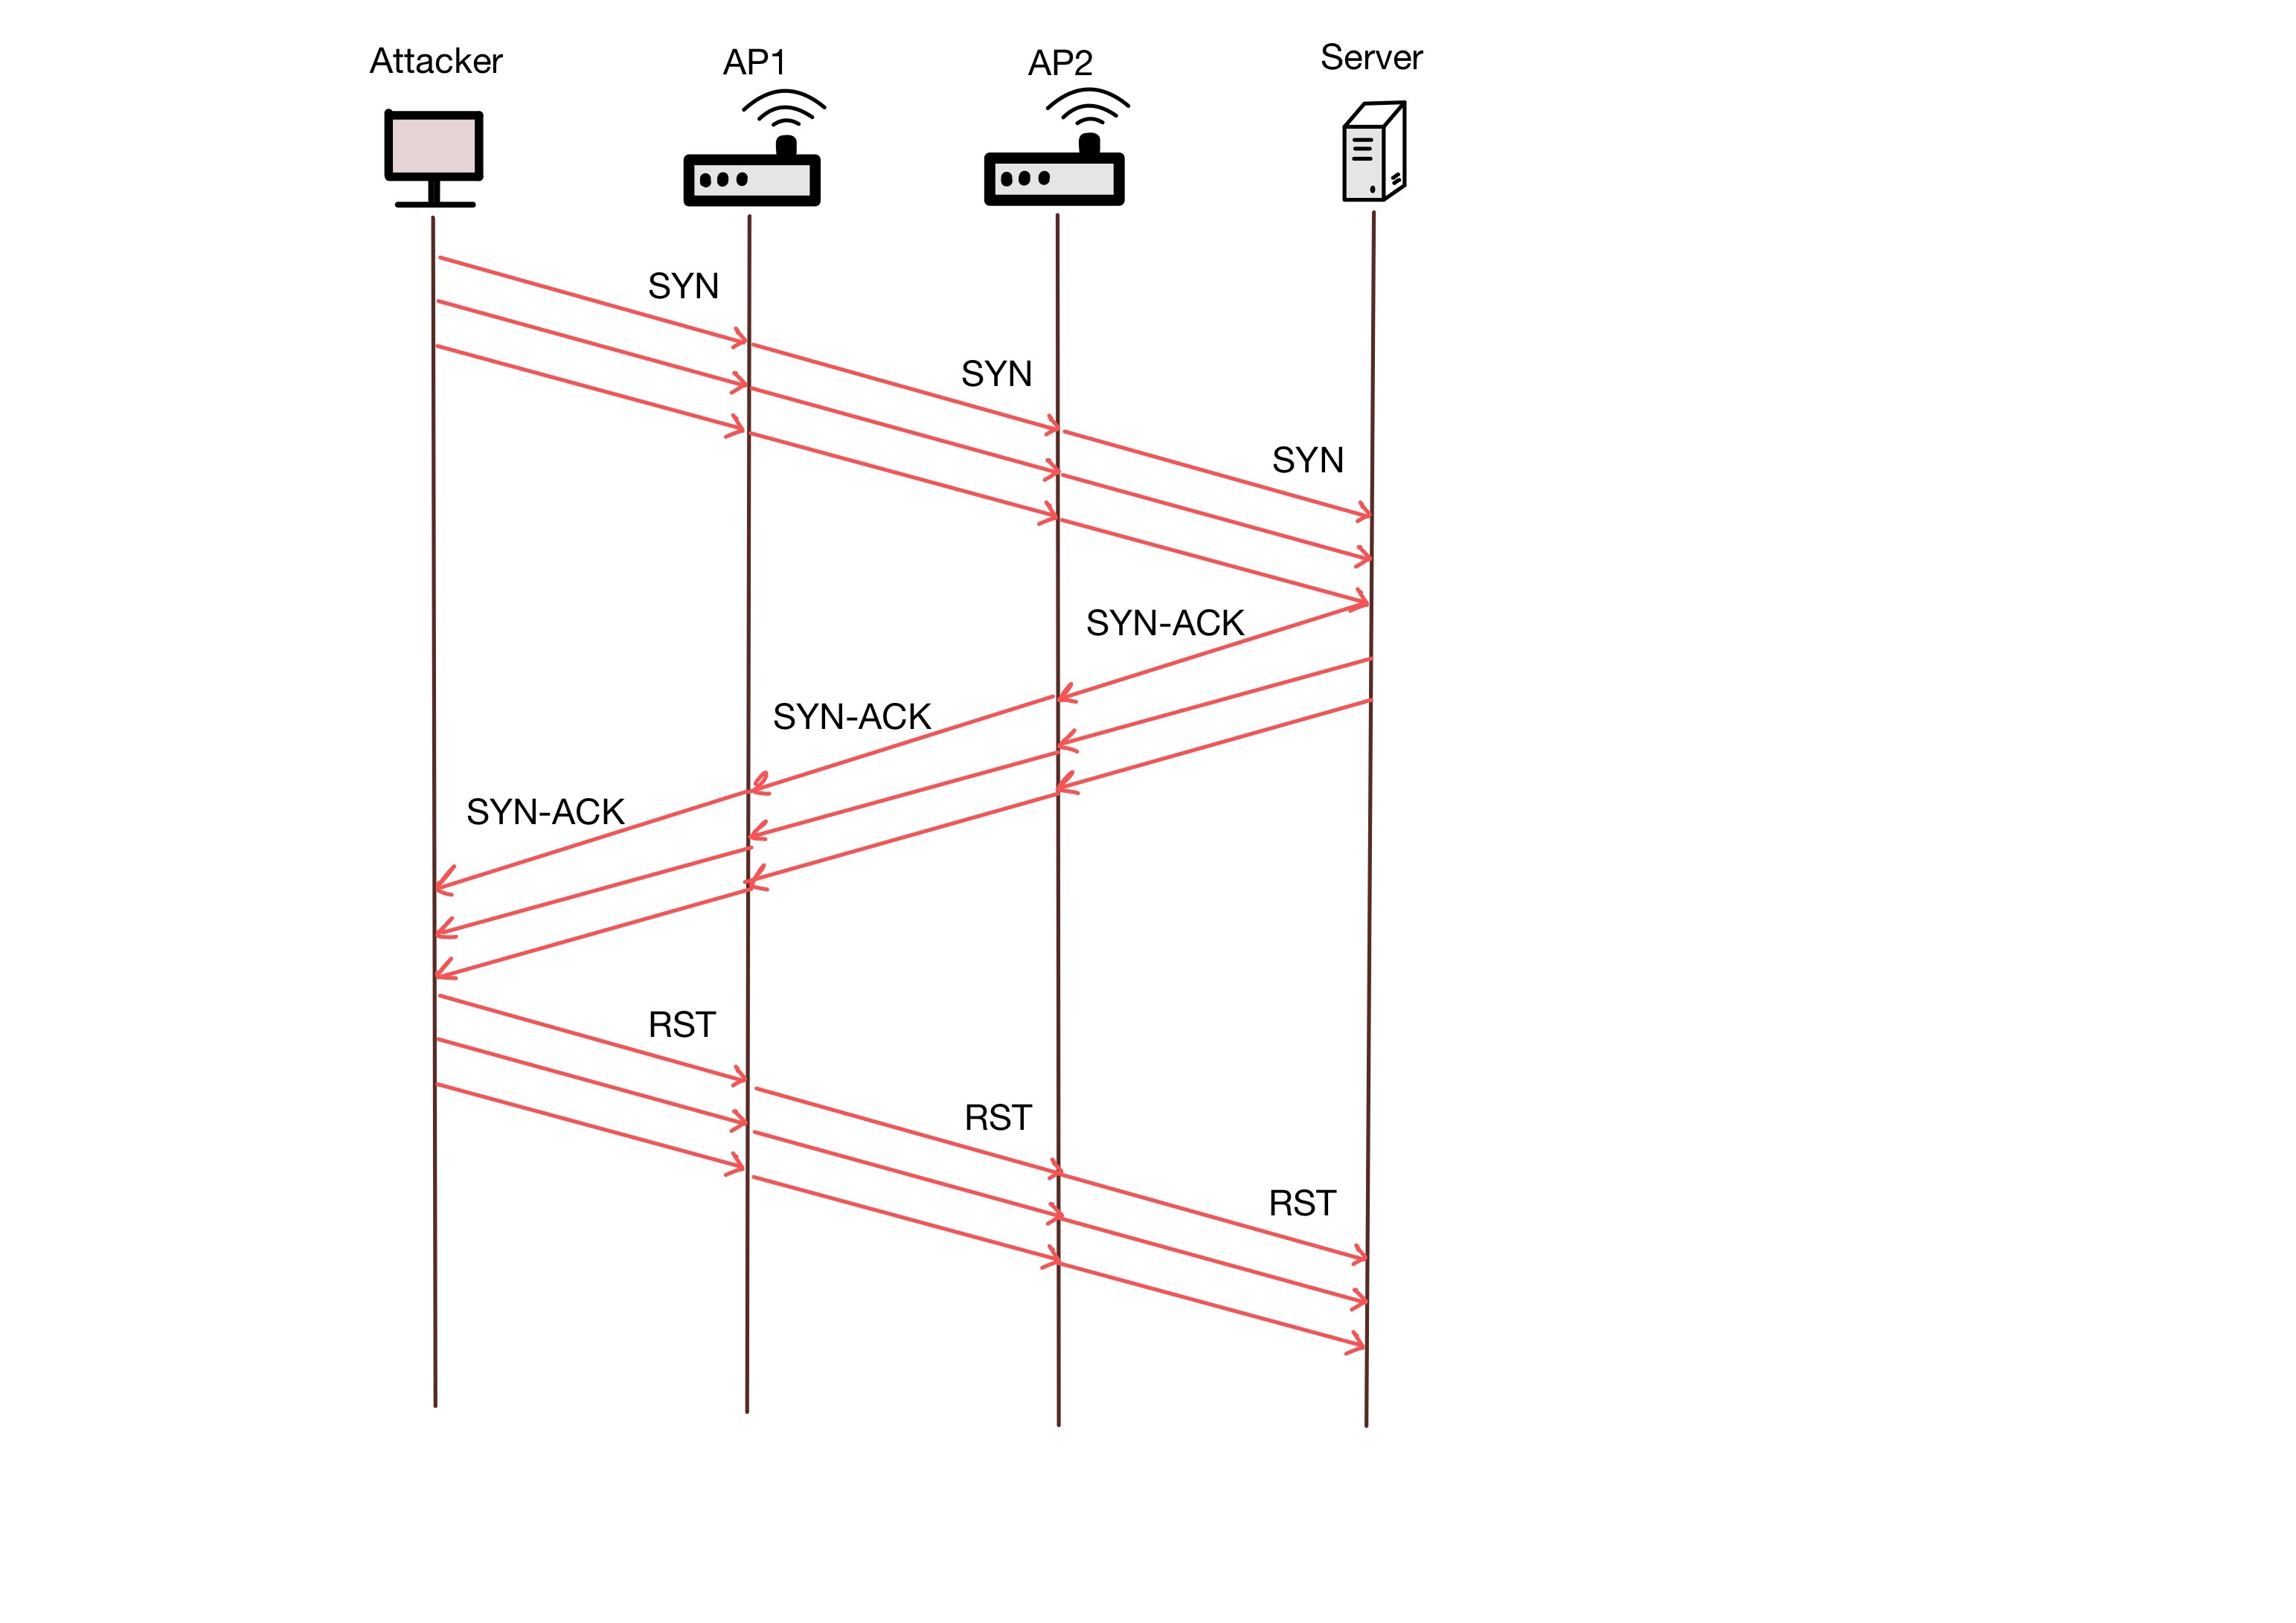 Attacker
AP1
AP2
Server
SYN
SYN
SYN
SYN-ACK
SYN-ACK
SYN-ACK
RST
RST
RST